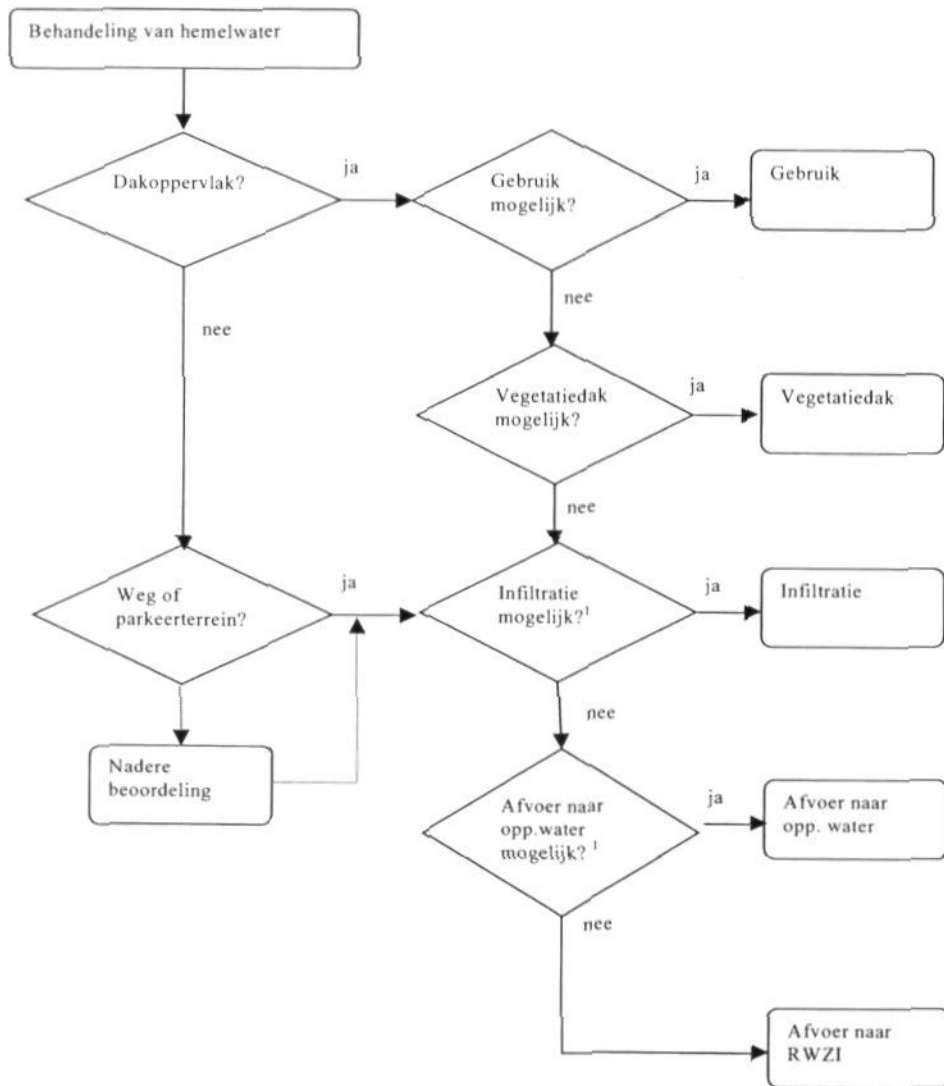 Behandeling van hemelwater
Dakoppervlak?
ja
Gebruik
mogelijk?
ja
Gebruik
nee
nee
Vegetatiedak
mogelijk?
ja
Vegetatiedak
nee
Weg of
parkeerterrein?
ja
Infiltratie
mogelijk?¹
ja
Infiltratie
nee
Nadere
beoordeling
Afvoer naar
opp.water
mogelijk? ¹
ja
Afvoer naar
opp. water
nee
Afvoer naar
RWZI